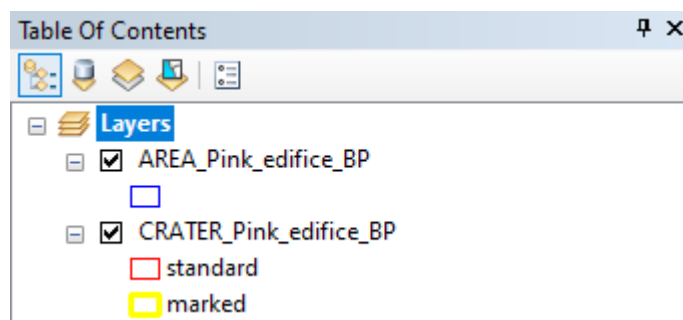 Table Of Contents
Layers
AREA_Pink_edifice_BP
CRATER_Pink_edifice_BP
standard
marked